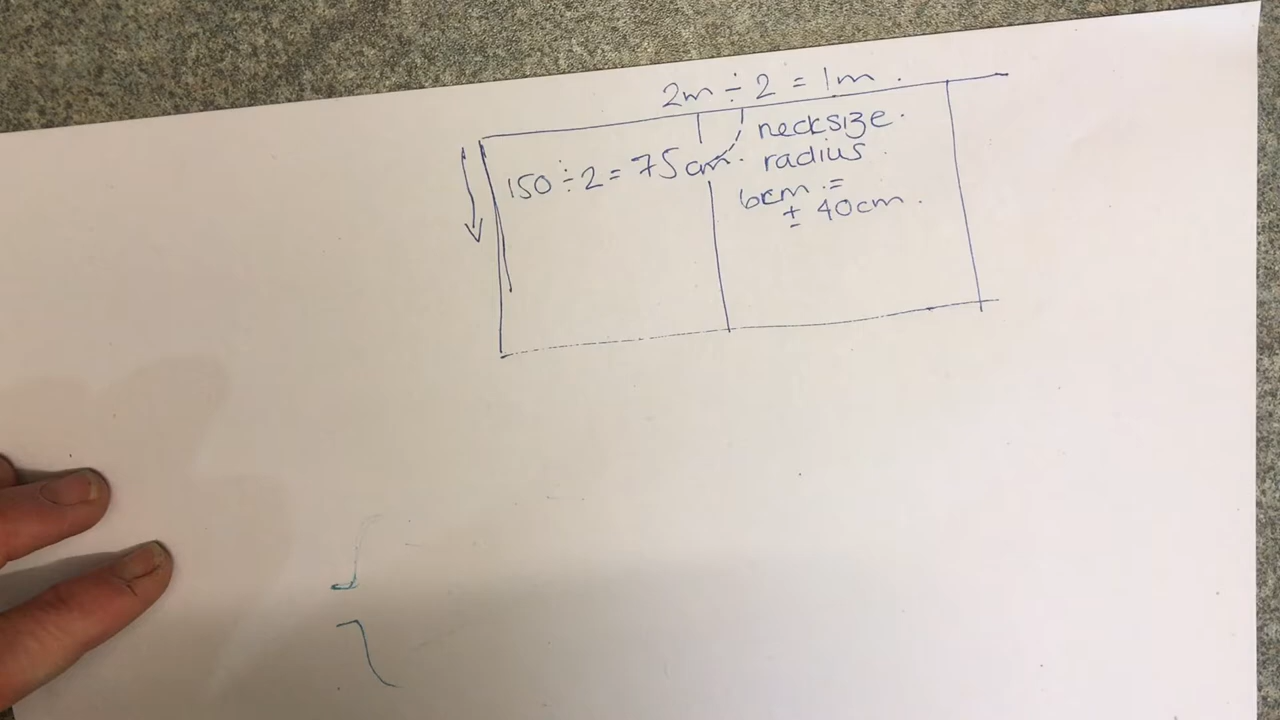 2m ÷ 2 = 1m.
150 ÷ 2 = 75cm.
necksize.
radius.
6cm. =
± 40cm.